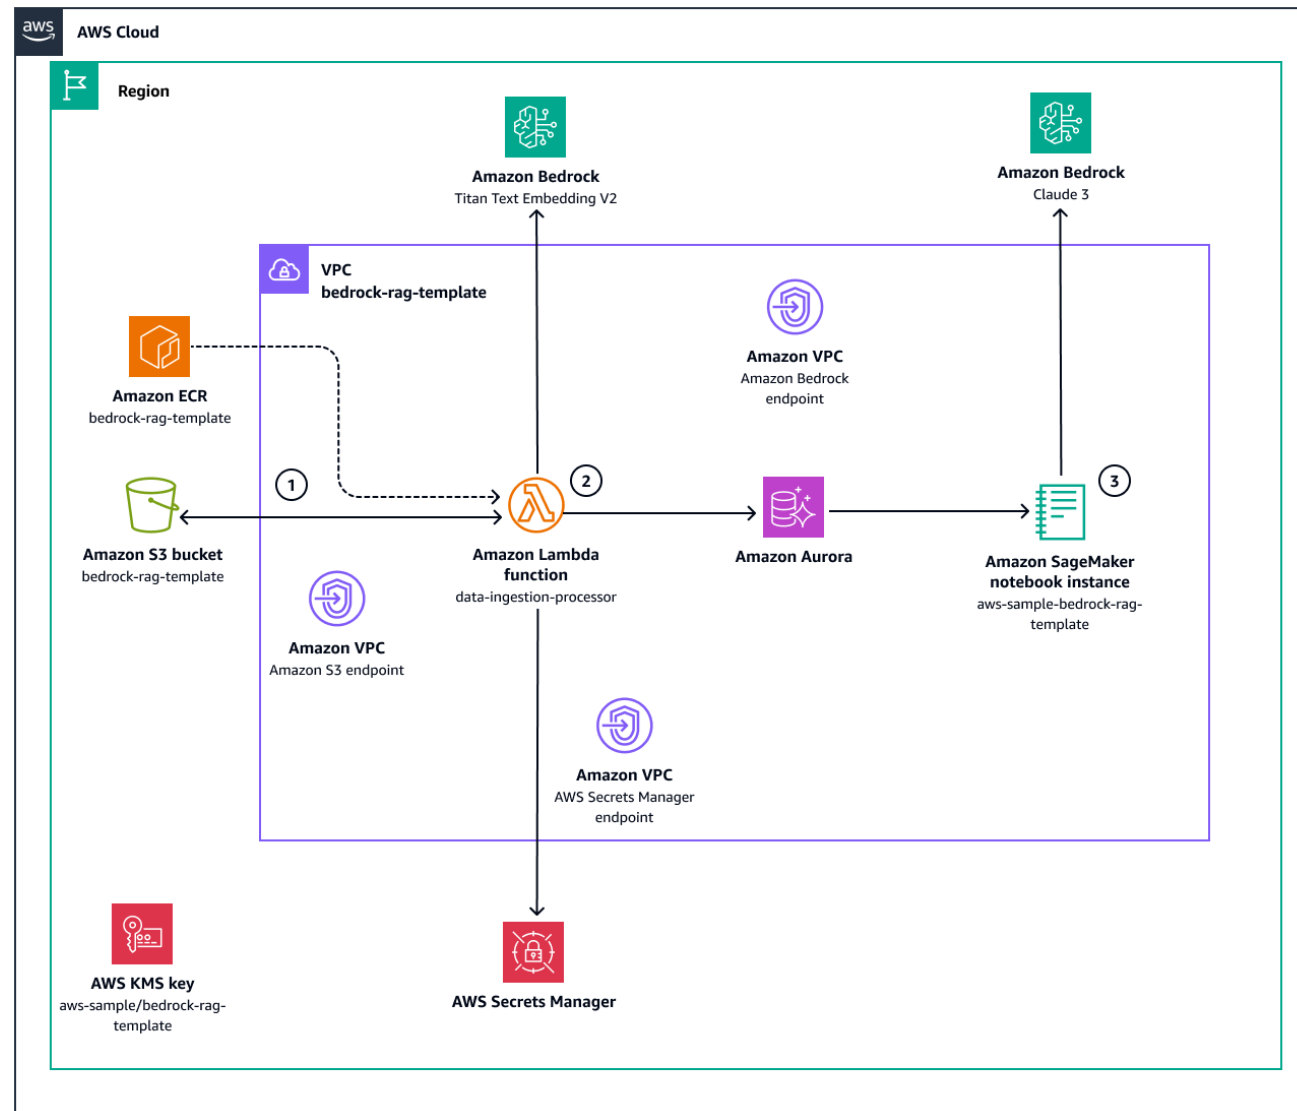 aws
AWS Cloud
Region
Amazon Bedrock
Titan Text Embedding V2
Amazon Bedrock
Claude 3
VPC
bedrock-rag-template
Amazon VPC
Amazon Bedrock
endpoint
Amazon ECR
bedrock-rag-template
1
2
3
Amazon S3 bucket
bedrock-rag-template
Amazon Lambda
function
data-ingestion-processor
Amazon Aurora
Amazon SageMaker
notebook instance
aws-sample-bedrock-rag-
template
Amazon VPC
Amazon S3 endpoint
Amazon VPC
AWS Secrets Manager
endpoint
AWS KMS key
aws-sample/bedrock-rag-
template
AWS Secrets Manager